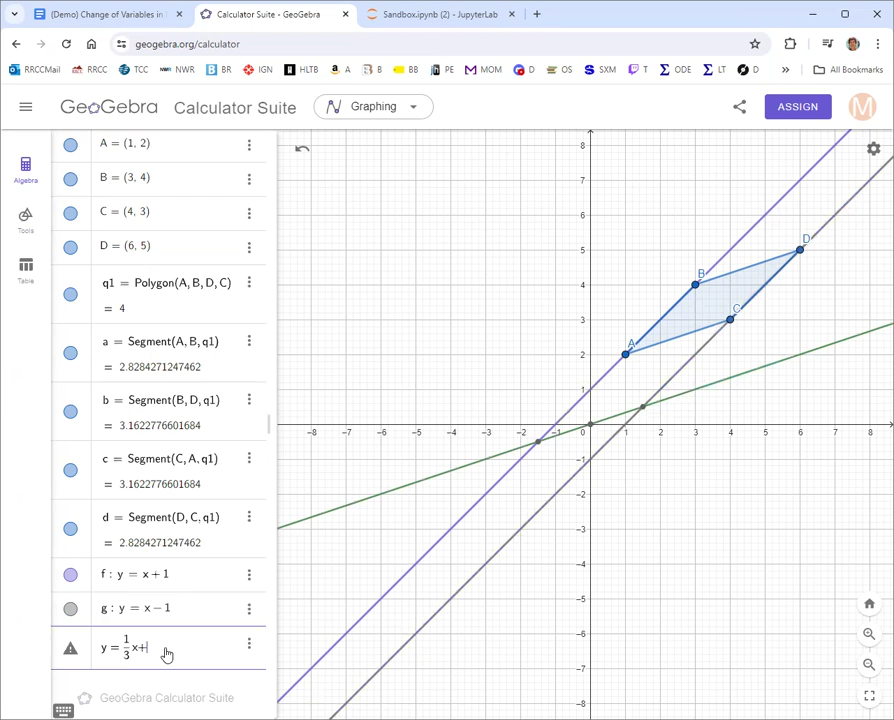 (Demo) Change of Variables in
Calculator Suite - GeoGebra
Sandbox.ipynb (2) - JupyterLab
geogebra.org/calculator
RRCCMail
RRCC
TCC
NWR
BR
IGN
HLTB
A
B
BB
PE
MOM
D
OS
SXM
T
ODE
LT
D
All Bookmarks
GeoGebra
Calculator Suite
Graphing
ASSIGN
M
Algebra
Tools
Table
A = (1, 2)
B = (3, 4)
C = (4, 3)
D = (6, 5)
q1 = Polygon(A, B, D, C)
= 4
a = Segment(A, B, q1)
= 2.8284271247462
b = Segment(B, D, q1)
= 3.1622776601684
c = Segment(C, A, q1)
= 3.1622776601684
d = Segment(D, C, q1)
= 2.8284271247462
f : y = x + 1
g : y = x − 1
y = 1/3 x+
GeoGebra Calculator Suite
8
7
6
5
4
3
2
1
0
−1
−2
−3
−4
−5
−6
−7
−8
−8
−7
−6
−5
−4
−3
−2
−1
1
2
3
4
5
6
7
8
A
B
C
D